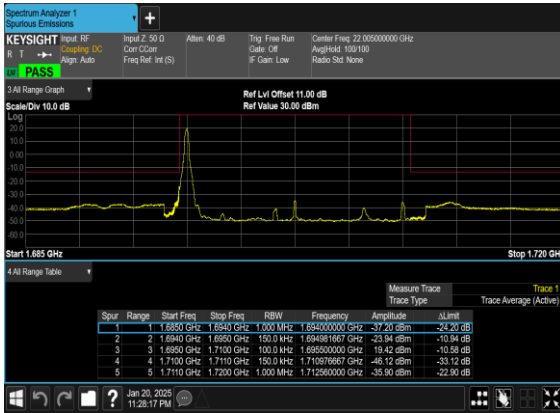 Spectrum Analyzer 1
Spurious Emissions
+
KEYSIGHT Input: RF Input Z: 50 Ω Atten: 40 dB Trig: Free Run Center Freq: 22.005000000 GHz
R T Coupling: DC Corr CCorr Gate: Off Avg|Hold: 100/100
Align: Auto Freq Ref: Int (S) IF Gain: Low Radio Std: None
LXI PASS
3 All Range Graph
Ref Lvl Offset 11.00 dB
Scale/Div 10.0 dB Ref Value 30.00 dBm
Log
20.0
10.0
0.00
-10.0
-20.0
-30.0
-40.0
-50.0
-60.0
Start 1.685 GHz Stop 1.720 GH
4 All Range Table
Measure Trace Trace 1
Trace Type Trace Average (Active)
Spur Range Start Freq Stop Freq RBW Frequency Amplitude ΔLimit
1 1 1.6850 GHz 1.6940 GHz 1.000 MHz 1.694000000 GHz -37.20 dBm -24.20 dB
2 2 1.6940 GHz 1.6950 GHz 150.0 kHz 1.694981667 GHz -23.94 dBm -10.94 dB
3 3 1.6950 GHz 1.7100 GHz 100.0 kHz 1.695500000 GHz 19.42 dBm -10.58 dB
4 4 1.7100 GHz 1.7110 GHz 150.0 kHz 1.710976667 GHz -46.12 dBm -33.12 dB
5 5 1.7110 GHz 1.7200 GHz 1.000 MHz 1.712560000 GHz -35.90 dBm -22.90 dB
? Jan 20, 2025
11:28:17 PM